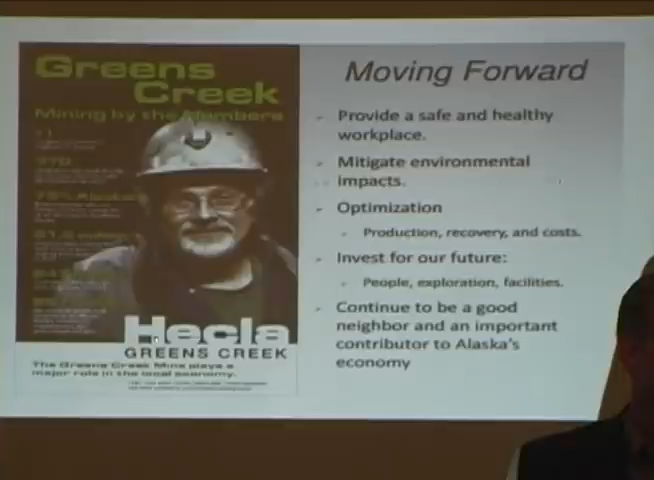 Greens
Creek
Mining by the Numbers
Hecla
GREENS CREEK
The Greens Creek Mine plays a
major role in the local economy.
Moving Forward
Provide a safe and healthy
workplace.
Mitigate environmental
impacts.
Optimization
Production, recovery, and costs.
Invest for our future:
People, exploration, facilities.
Continue to be a good
neighbor and an important
contributor to Alaska's
economy